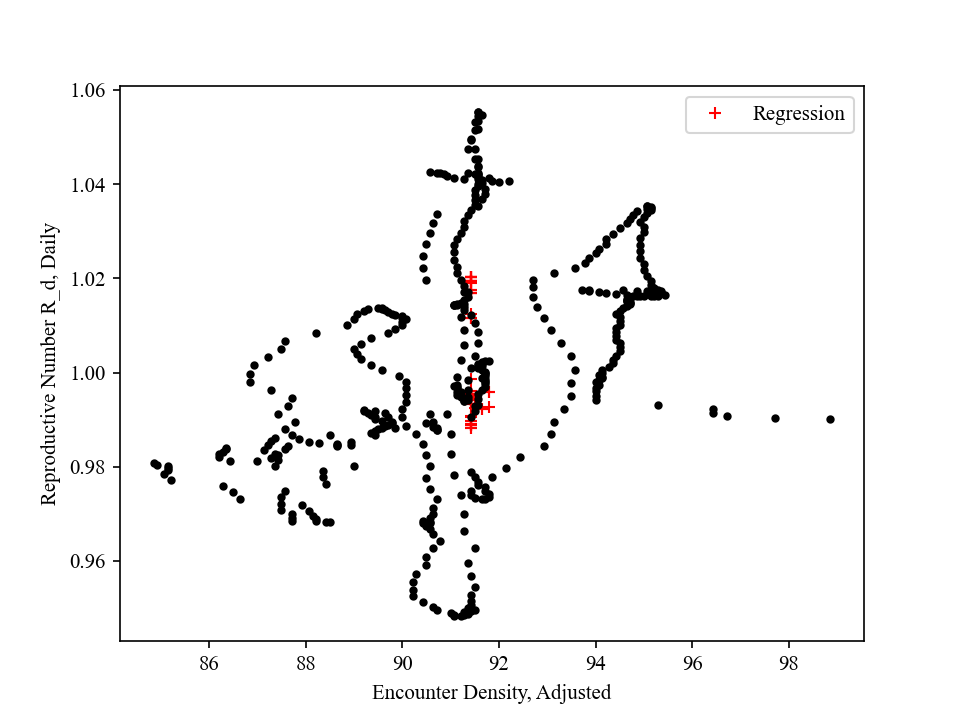 1.06
Regression
1.04
1.02
1.00
0.98
0.96
Reproductive Number R_d, Daily
86 88 90 92 94 96 98
Encounter Density, Adjusted